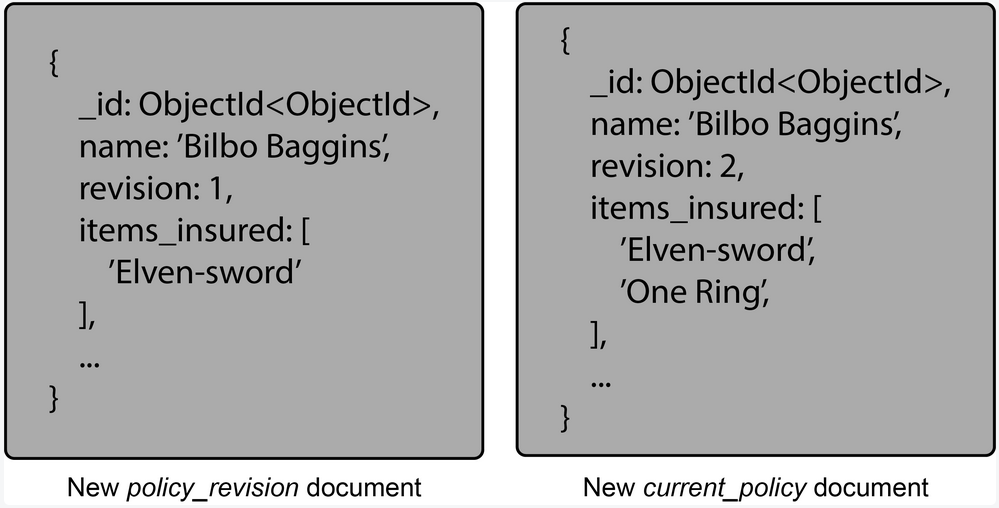 {
_id: ObjectId<ObjectId>,
name: ’Bilbo Baggins’,
revision: 1,
items_insured: [
’Elven-sword’
],
...
}
New policy_revision document
{
_id: ObjectId<ObjectId>,
name: ’Bilbo Baggins’,
revision: 2,
items_insured: [
’Elven-sword’,
’One Ring’,
],
...
}
New current_policy document